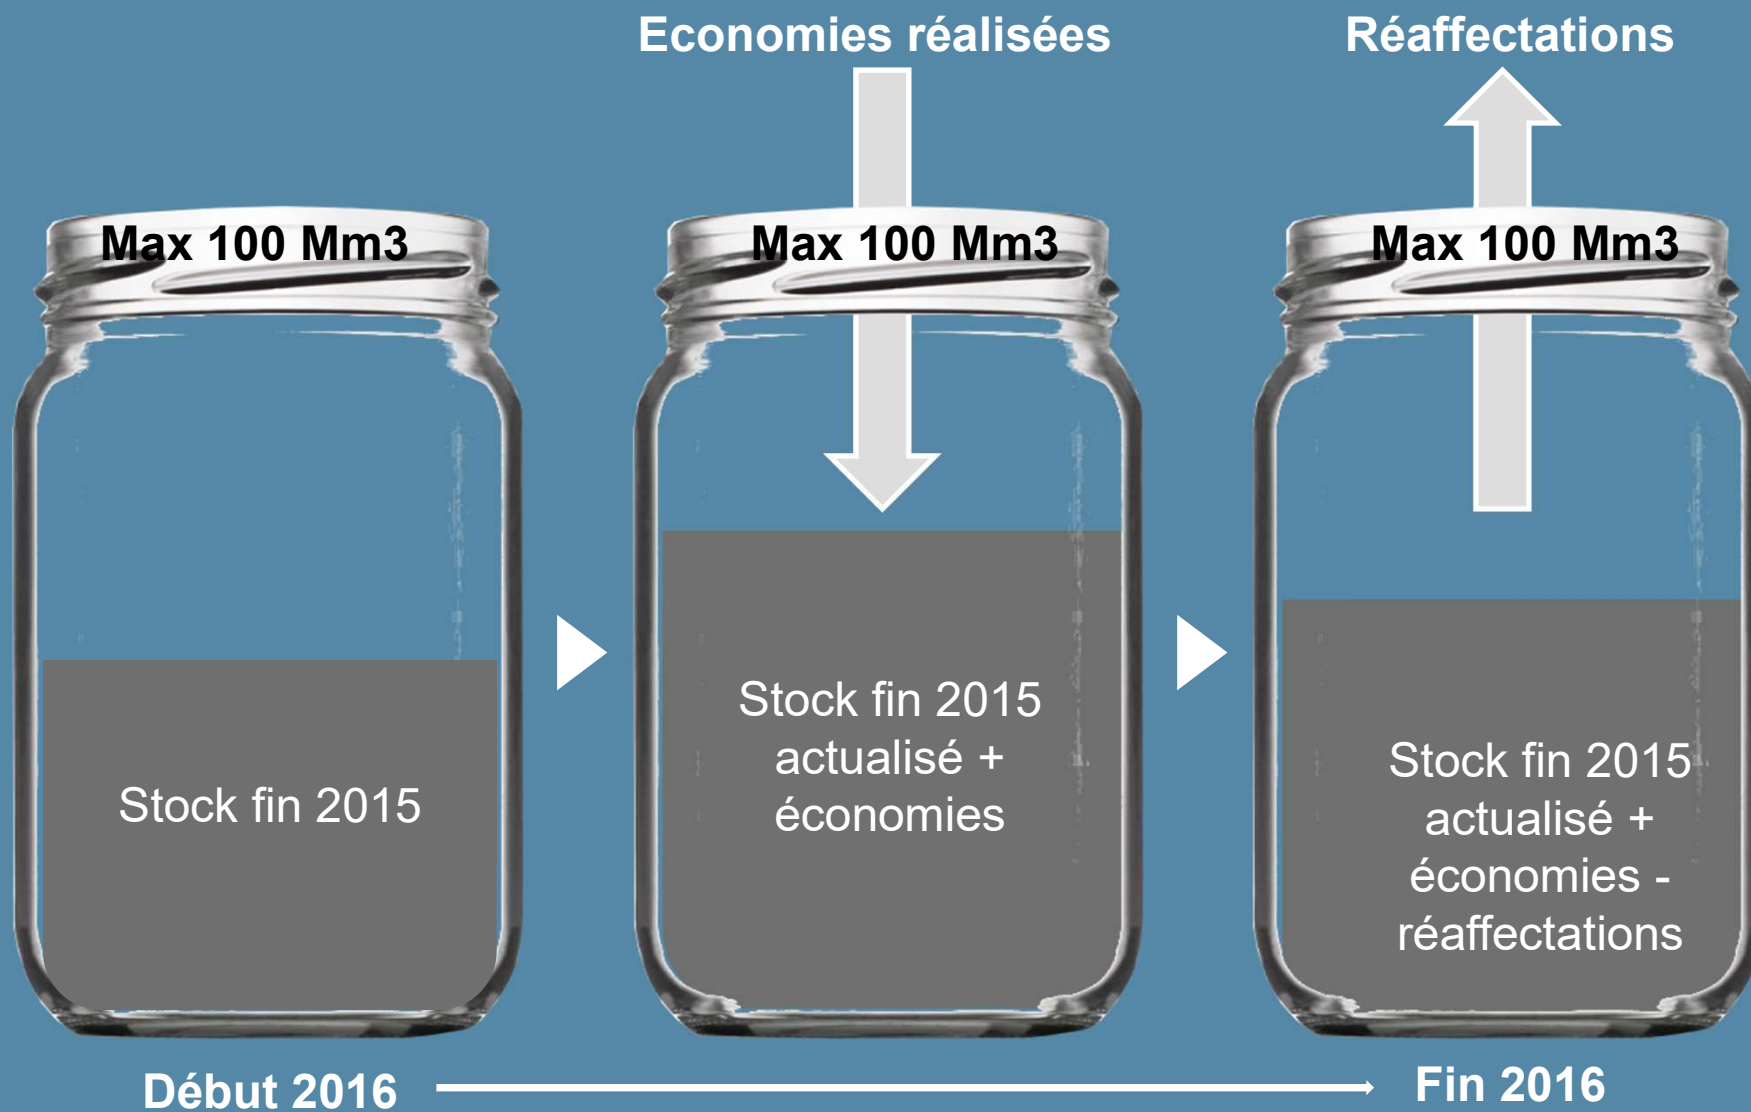 Economies réalisées
Réaffectations
Max 100 Mm3
Max 100 Mm3
Max 100 Mm3
Stock fin 2015
Stock fin 2015
actualisé +
économies
Stock fin 2015
actualisé +
économies -
réaffectations
Début 2016
Fin 2016